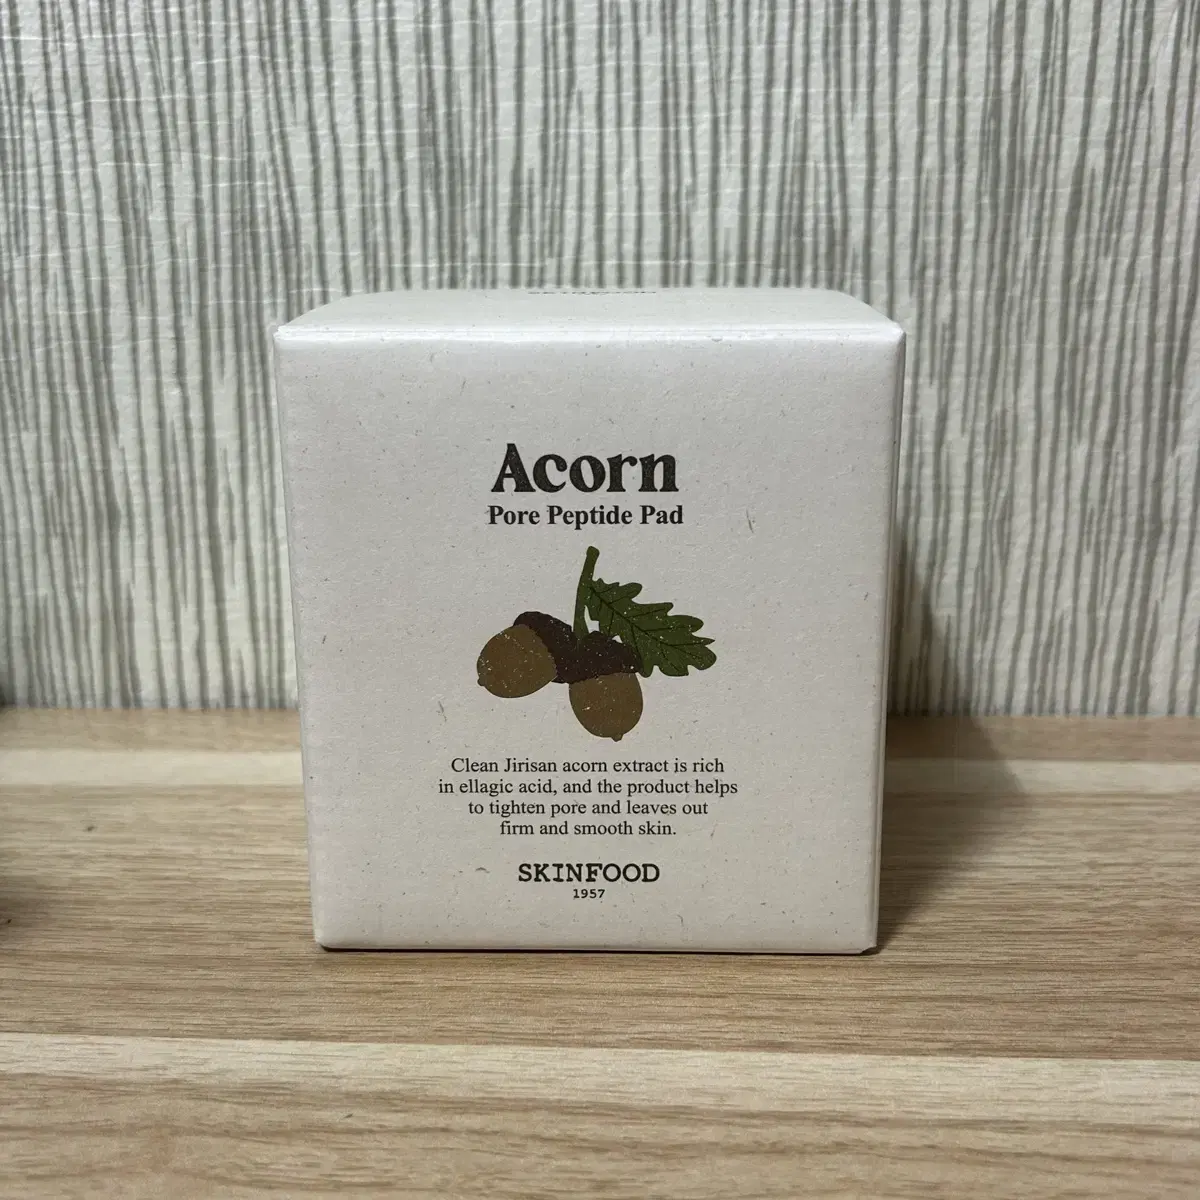 SKINFOOD
Acorn
Pore Peptide Pad
Clean Jirisan acorn extract is rich
in ellagic acid, and the product helps
to tighten pore and leaves out
firm and smooth skin.
SKINFOOD
1957